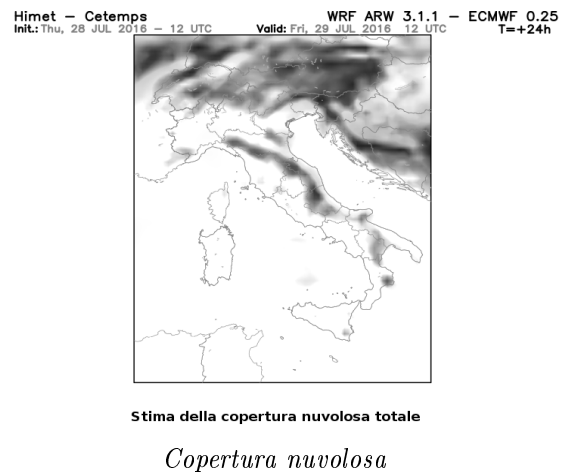 Himet – Cetemps WRF ARW 3.1.1 – ECMWF 0.25
Init.: Thu, 28 JUL 2016 – 12 UTC Valid: Fri, 29 JUL 2016 12 UTC T=+24h
Stima della copertura nuvolosa totale
Copertura nuvolosa